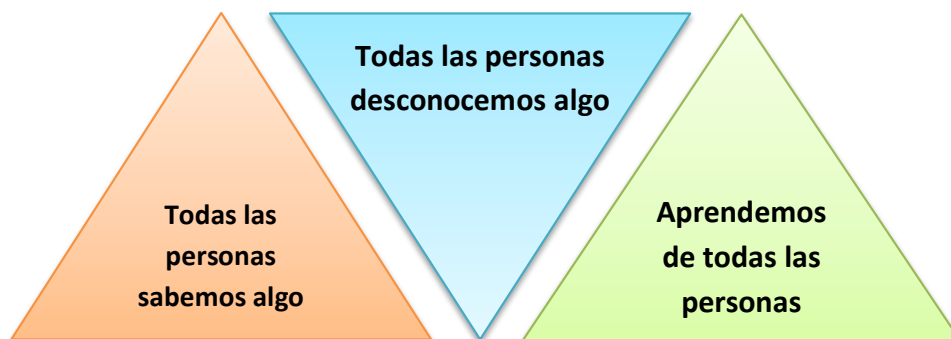 Todas las
personas
sabemos algo
Todas las personas
desconocemos algo
Aprendemos
de todas las
personas